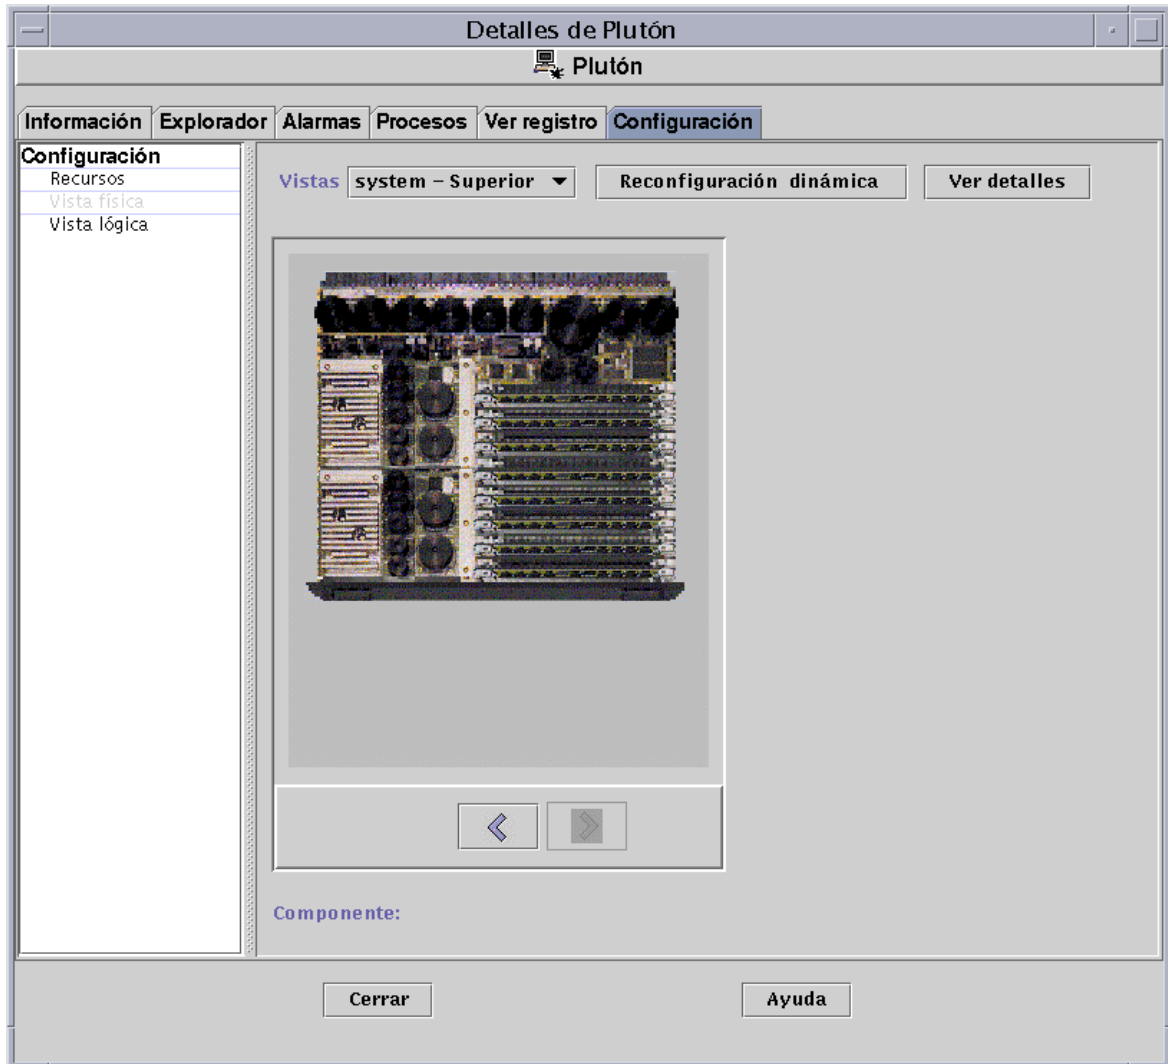 Detalles de Plutón
Plutón
Información Explorador Alarmas Procesos Ver registro Configuración
Configuración
Recursos
Vista física
Vista lógica
Vistas system – Superior Reconfiguración dinámica Ver detalles
Componente:
Cerrar Ayuda